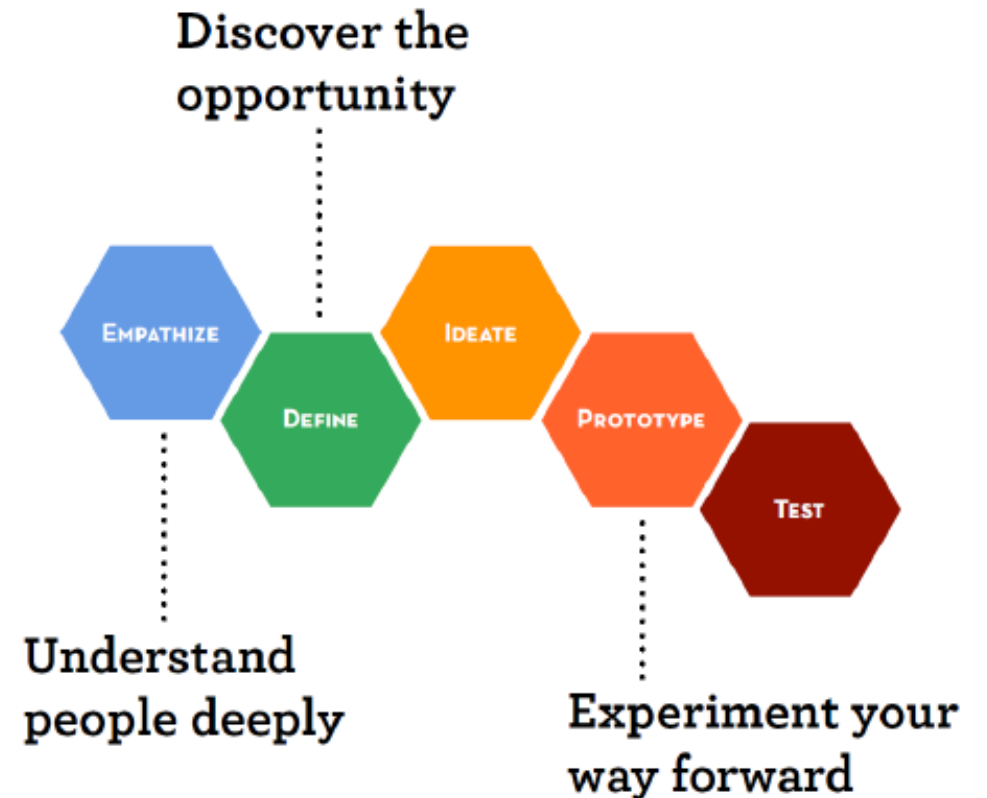 Discover the
opportunity
EMPATHIZE
IDEATE
DEFINE
PROTOTYPE
TEST
Understand
people deeply
Experiment your
way forward